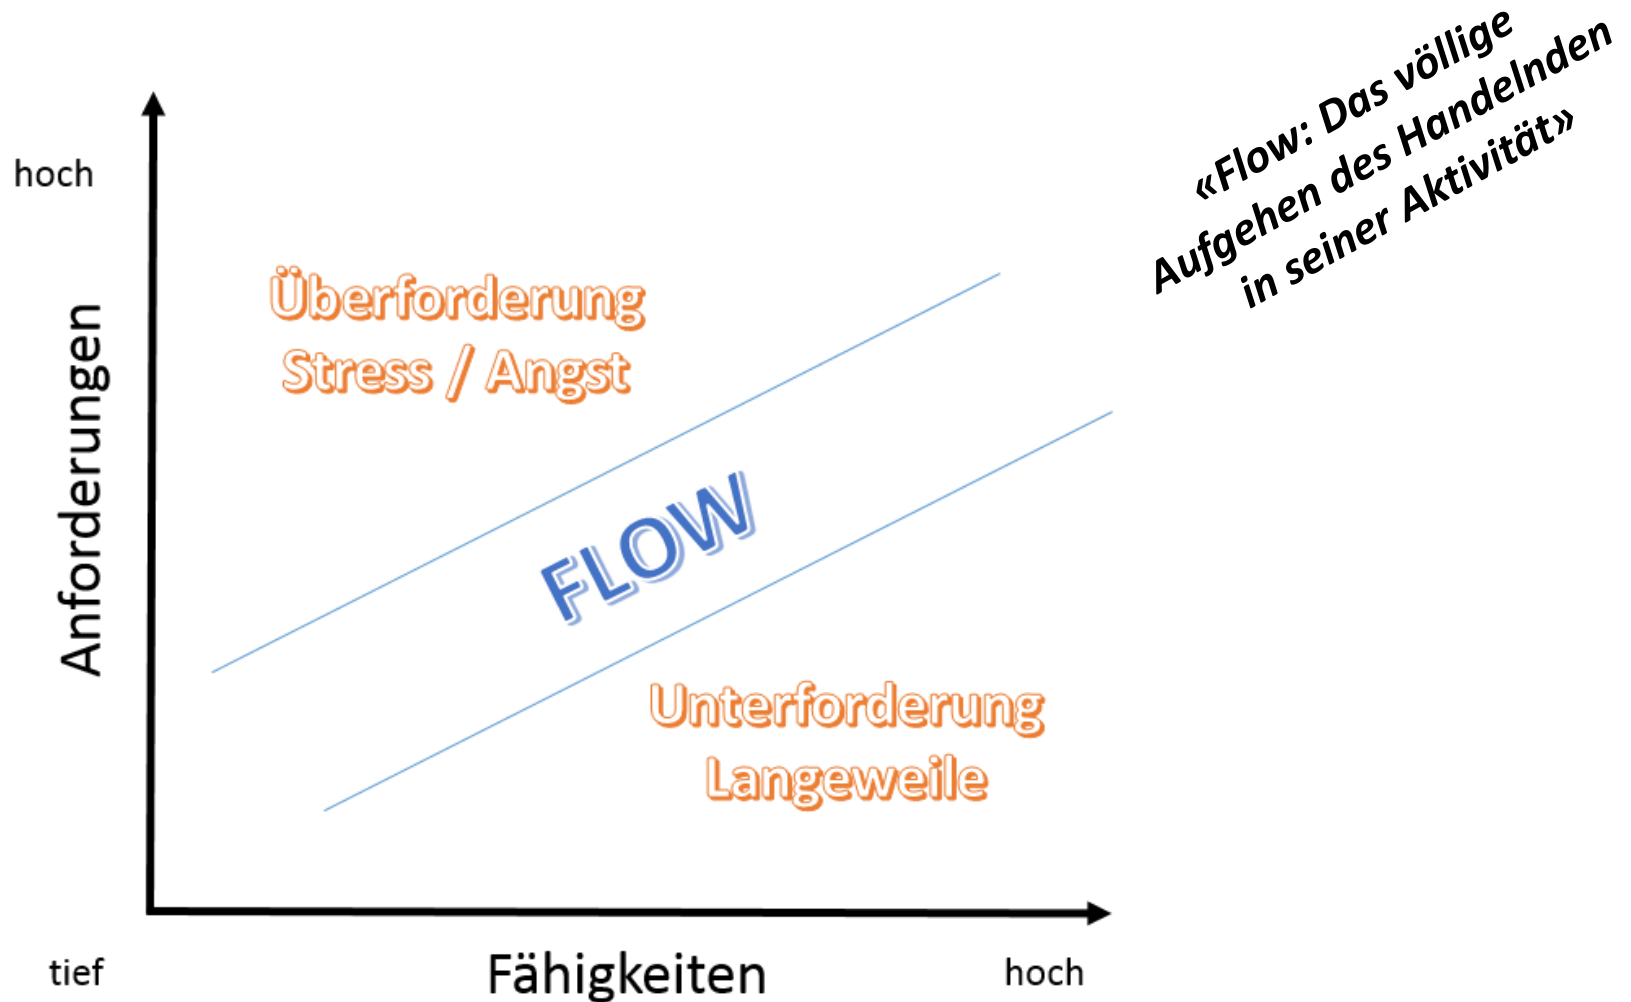 «Flow: Das völlige
Aufgehen des Handelnden
in seiner Aktivität»
hoch
Anforderungen
Überforderung
Stress / Angst
FLOW
Unterforderung
Langeweile
tief
Fähigkeiten
hoch